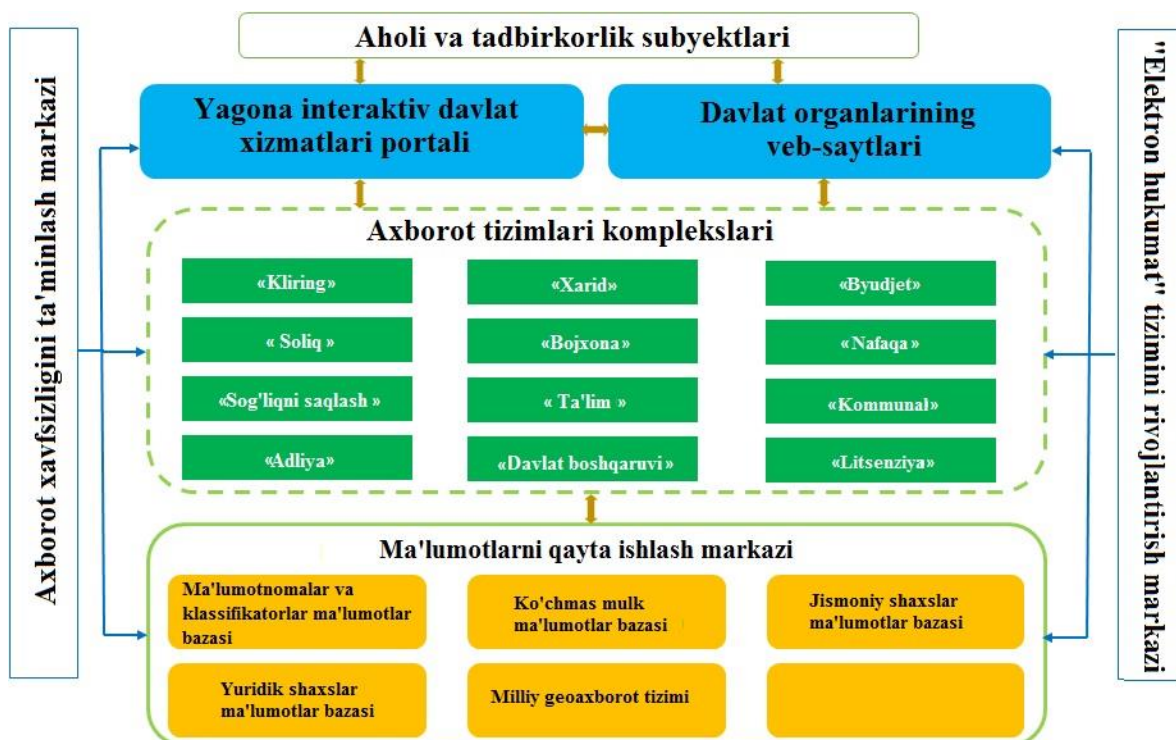 Aholi va tadbirkorlik subyektlari
Axborot xavfsizligini ta'minlash markazi
"Elektron hukumat" tizimini rivojlantirish markazi
Yagona interaktiv davlat
xizmatlari portali
Davlat organlarining
veb-saytlari
Axborot tizimlari komplekslari
«Kliring»
«Xarid»
«Byudjet»
« Soliq »
«Bojxona»
«Nafaqa»
«Sog'liqni saqlash »
« Ta'lim »
«Kommunal»
«Adliya»
«Davlat boshqaruvi»
«Litsenziya»
Ma'lumotlarni qayta ishlash markazi
Ma'lumotnomalar va
klassifikatorlar ma'lumotlar
bazasi
Ko'chmas mulk
ma'lumotlar bazasi
Jismoniy shaxslar
ma'lumotlar bazasi
Yuridik shaxslar
ma'lumotlar bazasi
Milliy geoaxborot tizimi